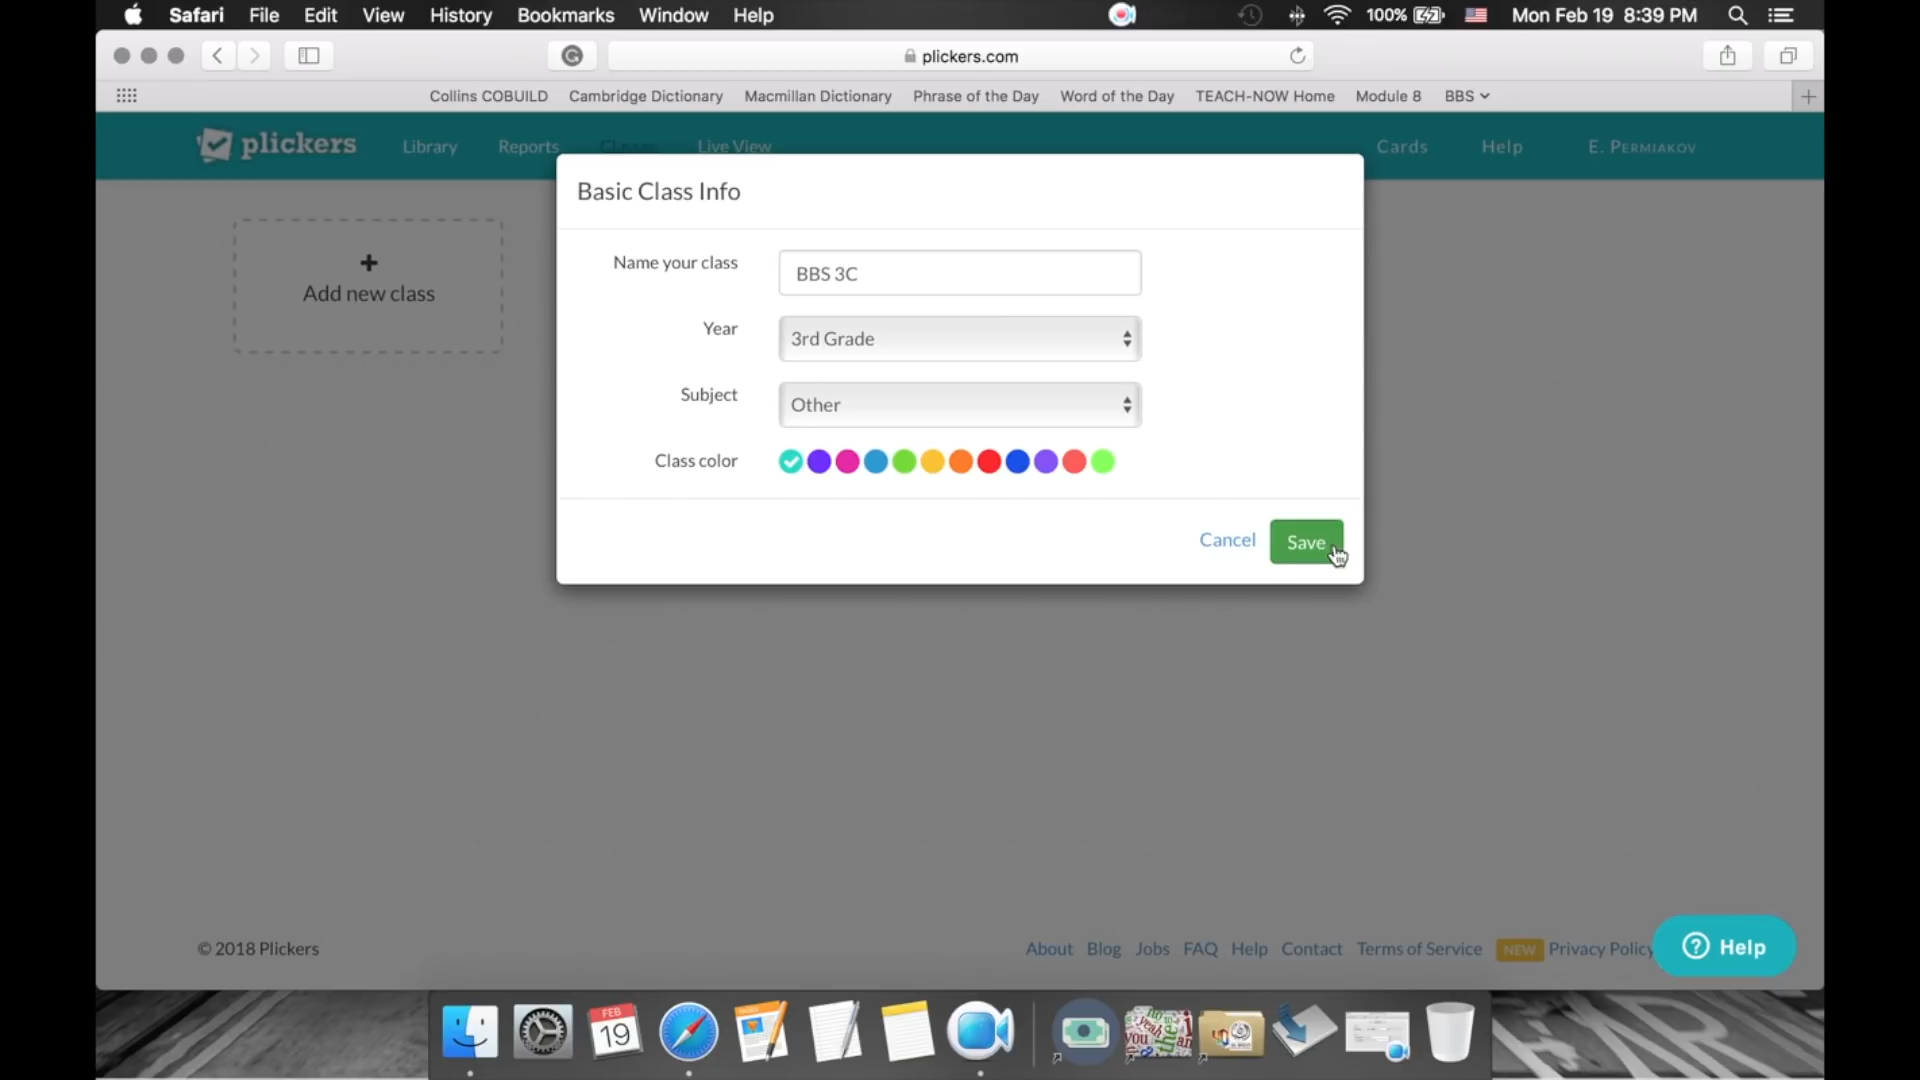 Safari File Edit View History Bookmarks Window Help 100% Mon Feb 19 8:39 PM
plickers.com
Collins COBUILD Cambridge Dictionary Macmillan Dictionary Phrase of the Day Word of the Day TEACH-NOW Home Module 8 BBS
plickers Library Reports Classes Live View Cards Help E. PERMIAKOV
Basic Class Info
Name your class BBS 3C
+
Add new class
Year 3rd Grade
Subject Other
Class color
Cancel Save
© 2018 Plickers About Blog Jobs FAQ Help Contact Terms of Service NEW Privacy Policy
? Help
FEB
19